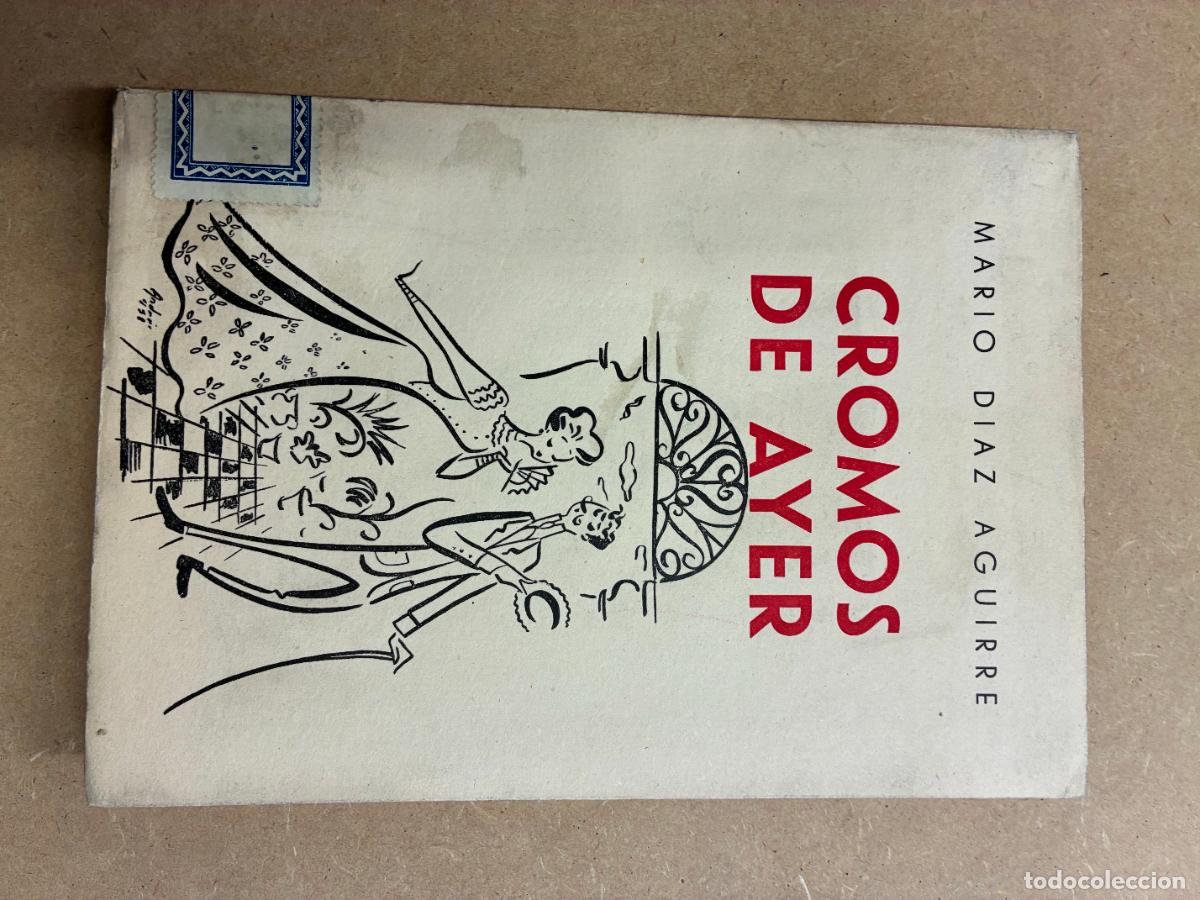 MARIO DIAZ AGUIRRE
CROMOS
DE AYER
todocoleccion